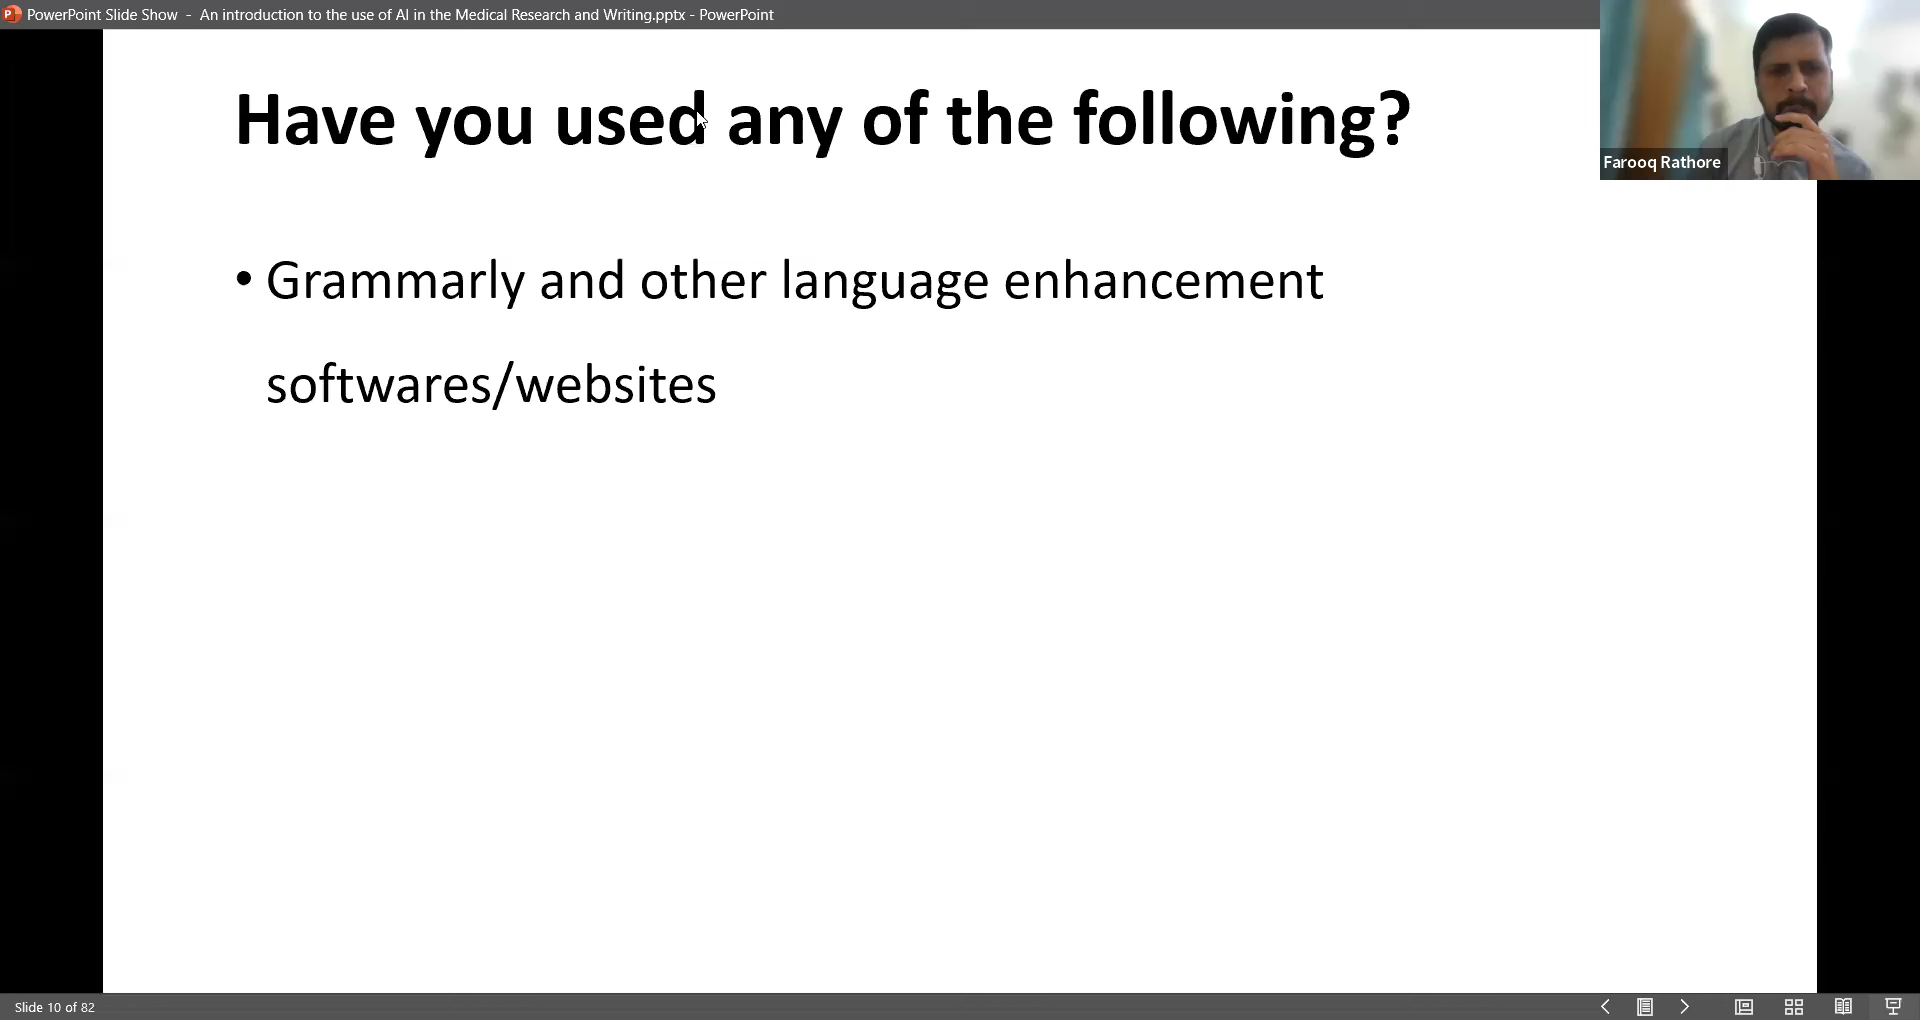 PowerPoint Slide Show - An introduction to the use of AI in the Medical Research and Writing.pptx - PowerPoint
Have you used any of the following?
Farooq Rathore
• Grammarly and other language enhancement
softwares/websites
Slide 10 of 82